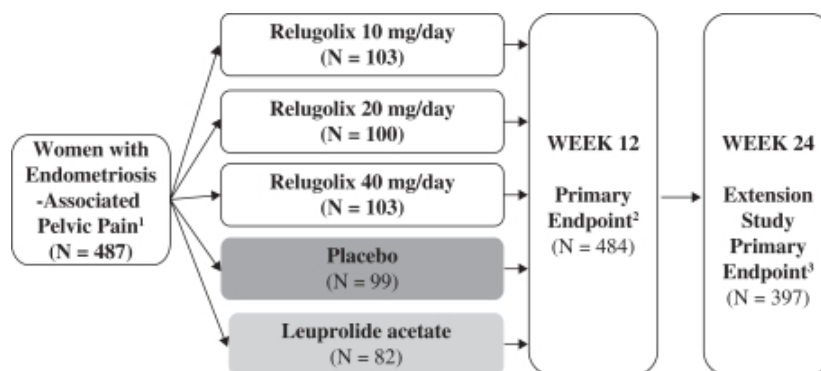 Women with
Endometriosis
-Associated
Pelvic Pain¹
(N = 487)
Relugolix 10 mg/day
(N = 103)
Relugolix 20 mg/day
(N = 100)
Relugolix 40 mg/day
(N = 103)
Placebo
(N = 99)
Leuprolide acetate
(N = 82)
WEEK 12
Primary
Endpoint²
(N = 484)
WEEK 24
Extension
Study
Primary
Endpoint³
(N = 397)